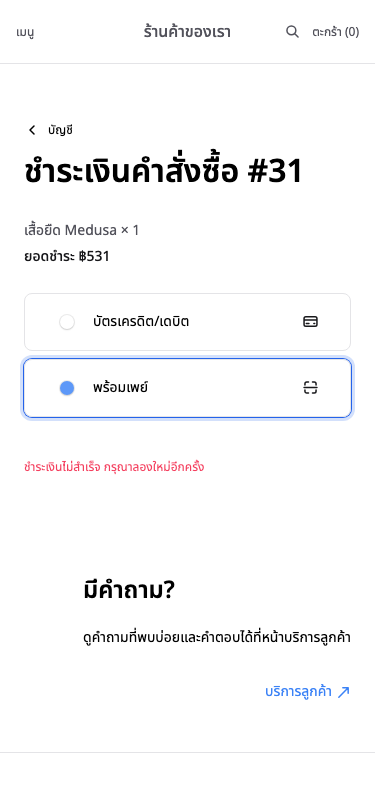 เมนู
ร้านค้าของเรา
ตะกร้า (0)
บัญชี
ชำระเงินคำสั่งซื้อ #31
เสื้อยืด Medusa × 1
ยอดชำระ ฿531
บัตรเครดิต/เดบิต
พร้อมเพย์
ชำระเงินไม่สำเร็จ กรุณาลองใหม่อีกครั้ง
มีคำถาม?
ดูคำถามที่พบบ่อยและคำตอบได้ที่หน้าบริการลูกค้า
บริการลูกค้า